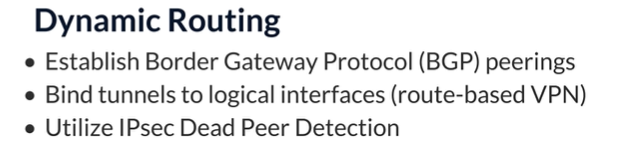 Dynamic Routing
• Establish Border Gateway Protocol (BGP) peerings
• Bind tunnels to logical interfaces (route-based VPN)
• Utilize IPsec Dead Peer Detection